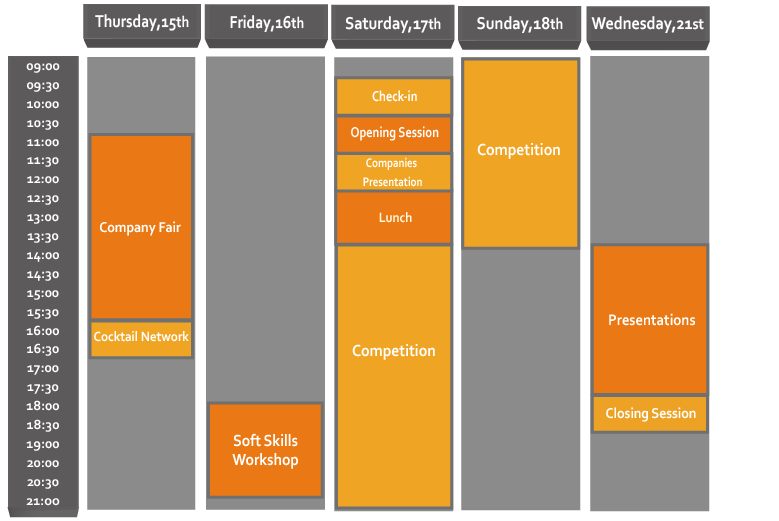 Thursday,15th
Friday,16th
Saturday,17th
Sunday,18th
Wednesday,21st
09:00
09:30
10:00
10:30
11:00
11:30
12:00
12:30
13:00
13:30
14:00
14:30
15:00
15:30
16:00
16:30
17:00
17:30
18:00
18:30
19:00
20:00
20:30
21:00
Company Fair
Cocktail Network
Soft Skills
Workshop
Check-in
Opening Session
Companies
Presentation
Lunch
Competition
Competition
Presentations
Closing Session